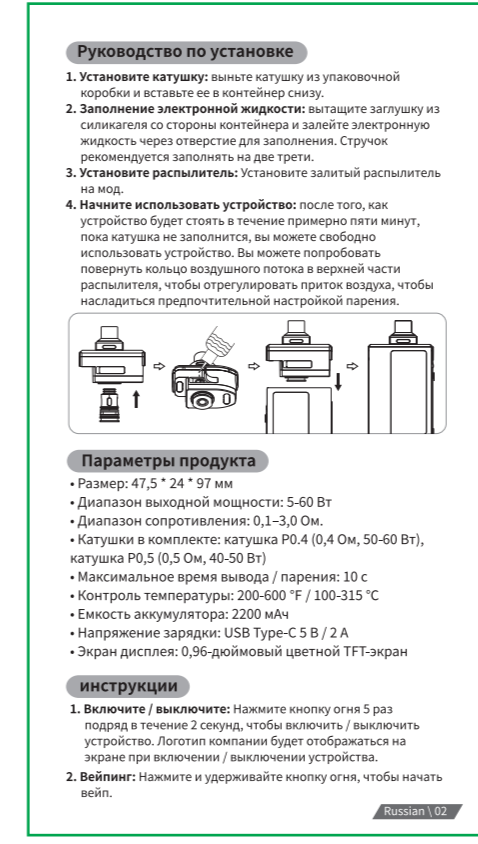 Руководство по установке
1. Установите катушку: выньте катушку из упаковочной
коробки и вставьте ее в контейнер снизу.
2. Заполнение электронной жидкости: вытащите заглушку из
силикагеля со стороны контейнера и залейте электронную
жидкость через отверстие для заполнения. Стручок
рекомендуется заполнять на две трети.
3. Установите распылитель: Установите залитый распылитель
на мод.
4. Начните использовать устройство: после того, как
устройство будет стоять в течение примерно пяти минут,
пока катушка не заполнится, вы можете свободно
использовать устройство. Вы можете попробовать
повернуть кольцо воздушного потока в верхней части
распылителя, чтобы отрегулировать приток воздуха, чтобы
насладиться предпочтительной настройкой парения.
Параметры продукта
• Размер: 47,5 * 24 * 97 мм
• Диапазон выходной мощности: 5-60 Вт
• Диапазон сопротивления: 0,1–3,0 Ом.
• Катушки в комплекте: катушка P0.4 (0,4 Ом, 50-60 Вт),
катушка P0,5 (0,5 Ом, 40-50 Вт)
• Максимальное время вывода / парения: 10 с
• Контроль температуры: 200-600 °F / 100-315 °C
• Емкость аккумулятора: 2200 мАч
• Напряжение зарядки: USB Type-C 5 В / 2 А
• Экран дисплея: 0,96-дюймовый цветной TFT-экран
инструкции
1. Включите / выключите: Нажмите кнопку огня 5 раз
подряд в течение 2 секунд, чтобы включить / выключить
устройство. Логотип компании будет отображаться на
экране при включении / выключении устройства.
2. Вейпинг: Нажмите и удерживайте кнопку огня, чтобы начать
вейп.
Russian \ 02